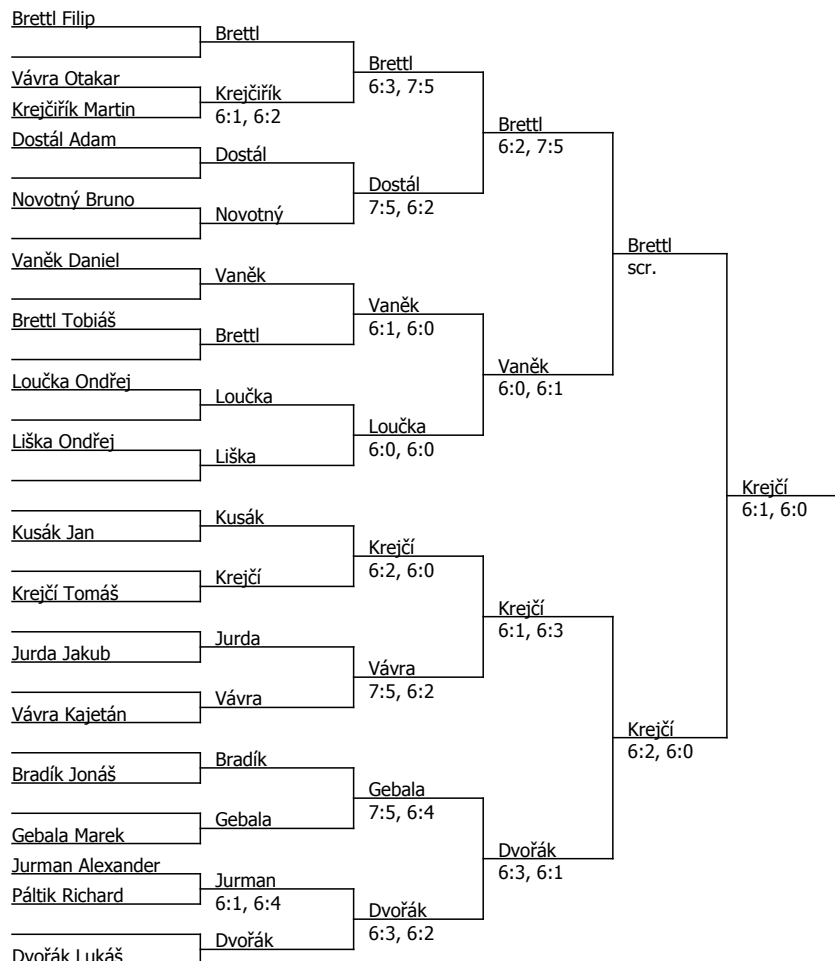 Brettl Filip
Brettl
Brettl
6:3, 7:5
Vávra Otakar
Krejčiřík
6:1, 6:2
Krejčiřík Martin
Brettl
6:2, 7:5
Dostál Adam
Dostál
Dostál
7:5, 6:2
Novotný Bruno
Novotný
Brettl
scr.
Vaněk Daniel
Vaněk
Vaněk
6:1, 6:0
Brettl Tobiáš
Brettl
Vaněk
6:0, 6:1
Loučka Ondřej
Loučka
Loučka
6:0, 6:0
Liška Ondřej
Liška
Krejčí
6:1, 6:0
Kusák
Kusák Jan
Krejčí
6:2, 6:0
Krejčí
Krejčí Tomáš
Krejčí
6:1, 6:3
Jurda
Jurda Jakub
Vávra
7:5, 6:2
Vávra
Vávra Kajetán
Krejčí
6:2, 6:0
Bradík
Bradík Jonáš
Gebala
7:5, 6:4
Gebala
Gebala Marek
Dvořák
6:3, 6:1
Jurman Alexander
Jurman
6:1, 6:4
Páltik Richard
Dvořák
6:3, 6:2
Dvořák
Dvořák Lukáš